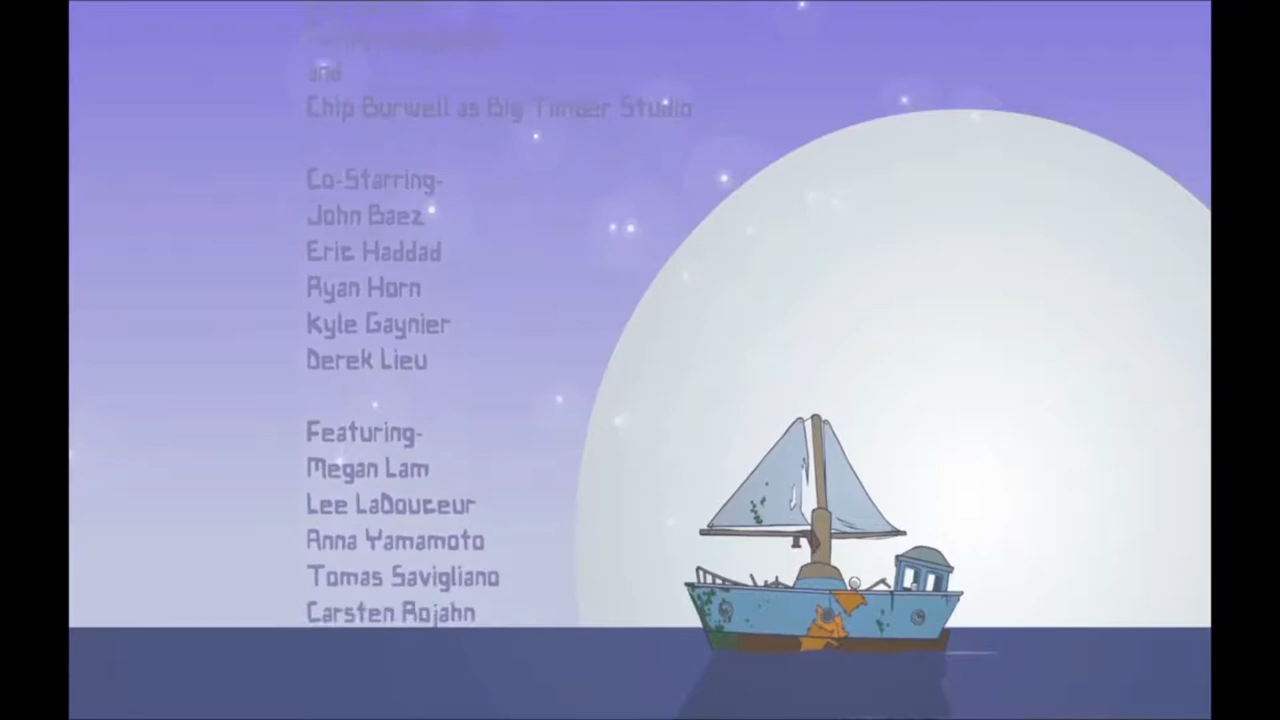 and
Chip Burwell as Big Timber Studio
Co-Starring-
John Baez
Eric Haddad
Ryan Horn
Kyle Gaynier
Derek Lieu
Featuring-
Megan Lam
Lee LaDouceur
Anna Yamamoto
Tomas Savigliano
Carsten Rojahn